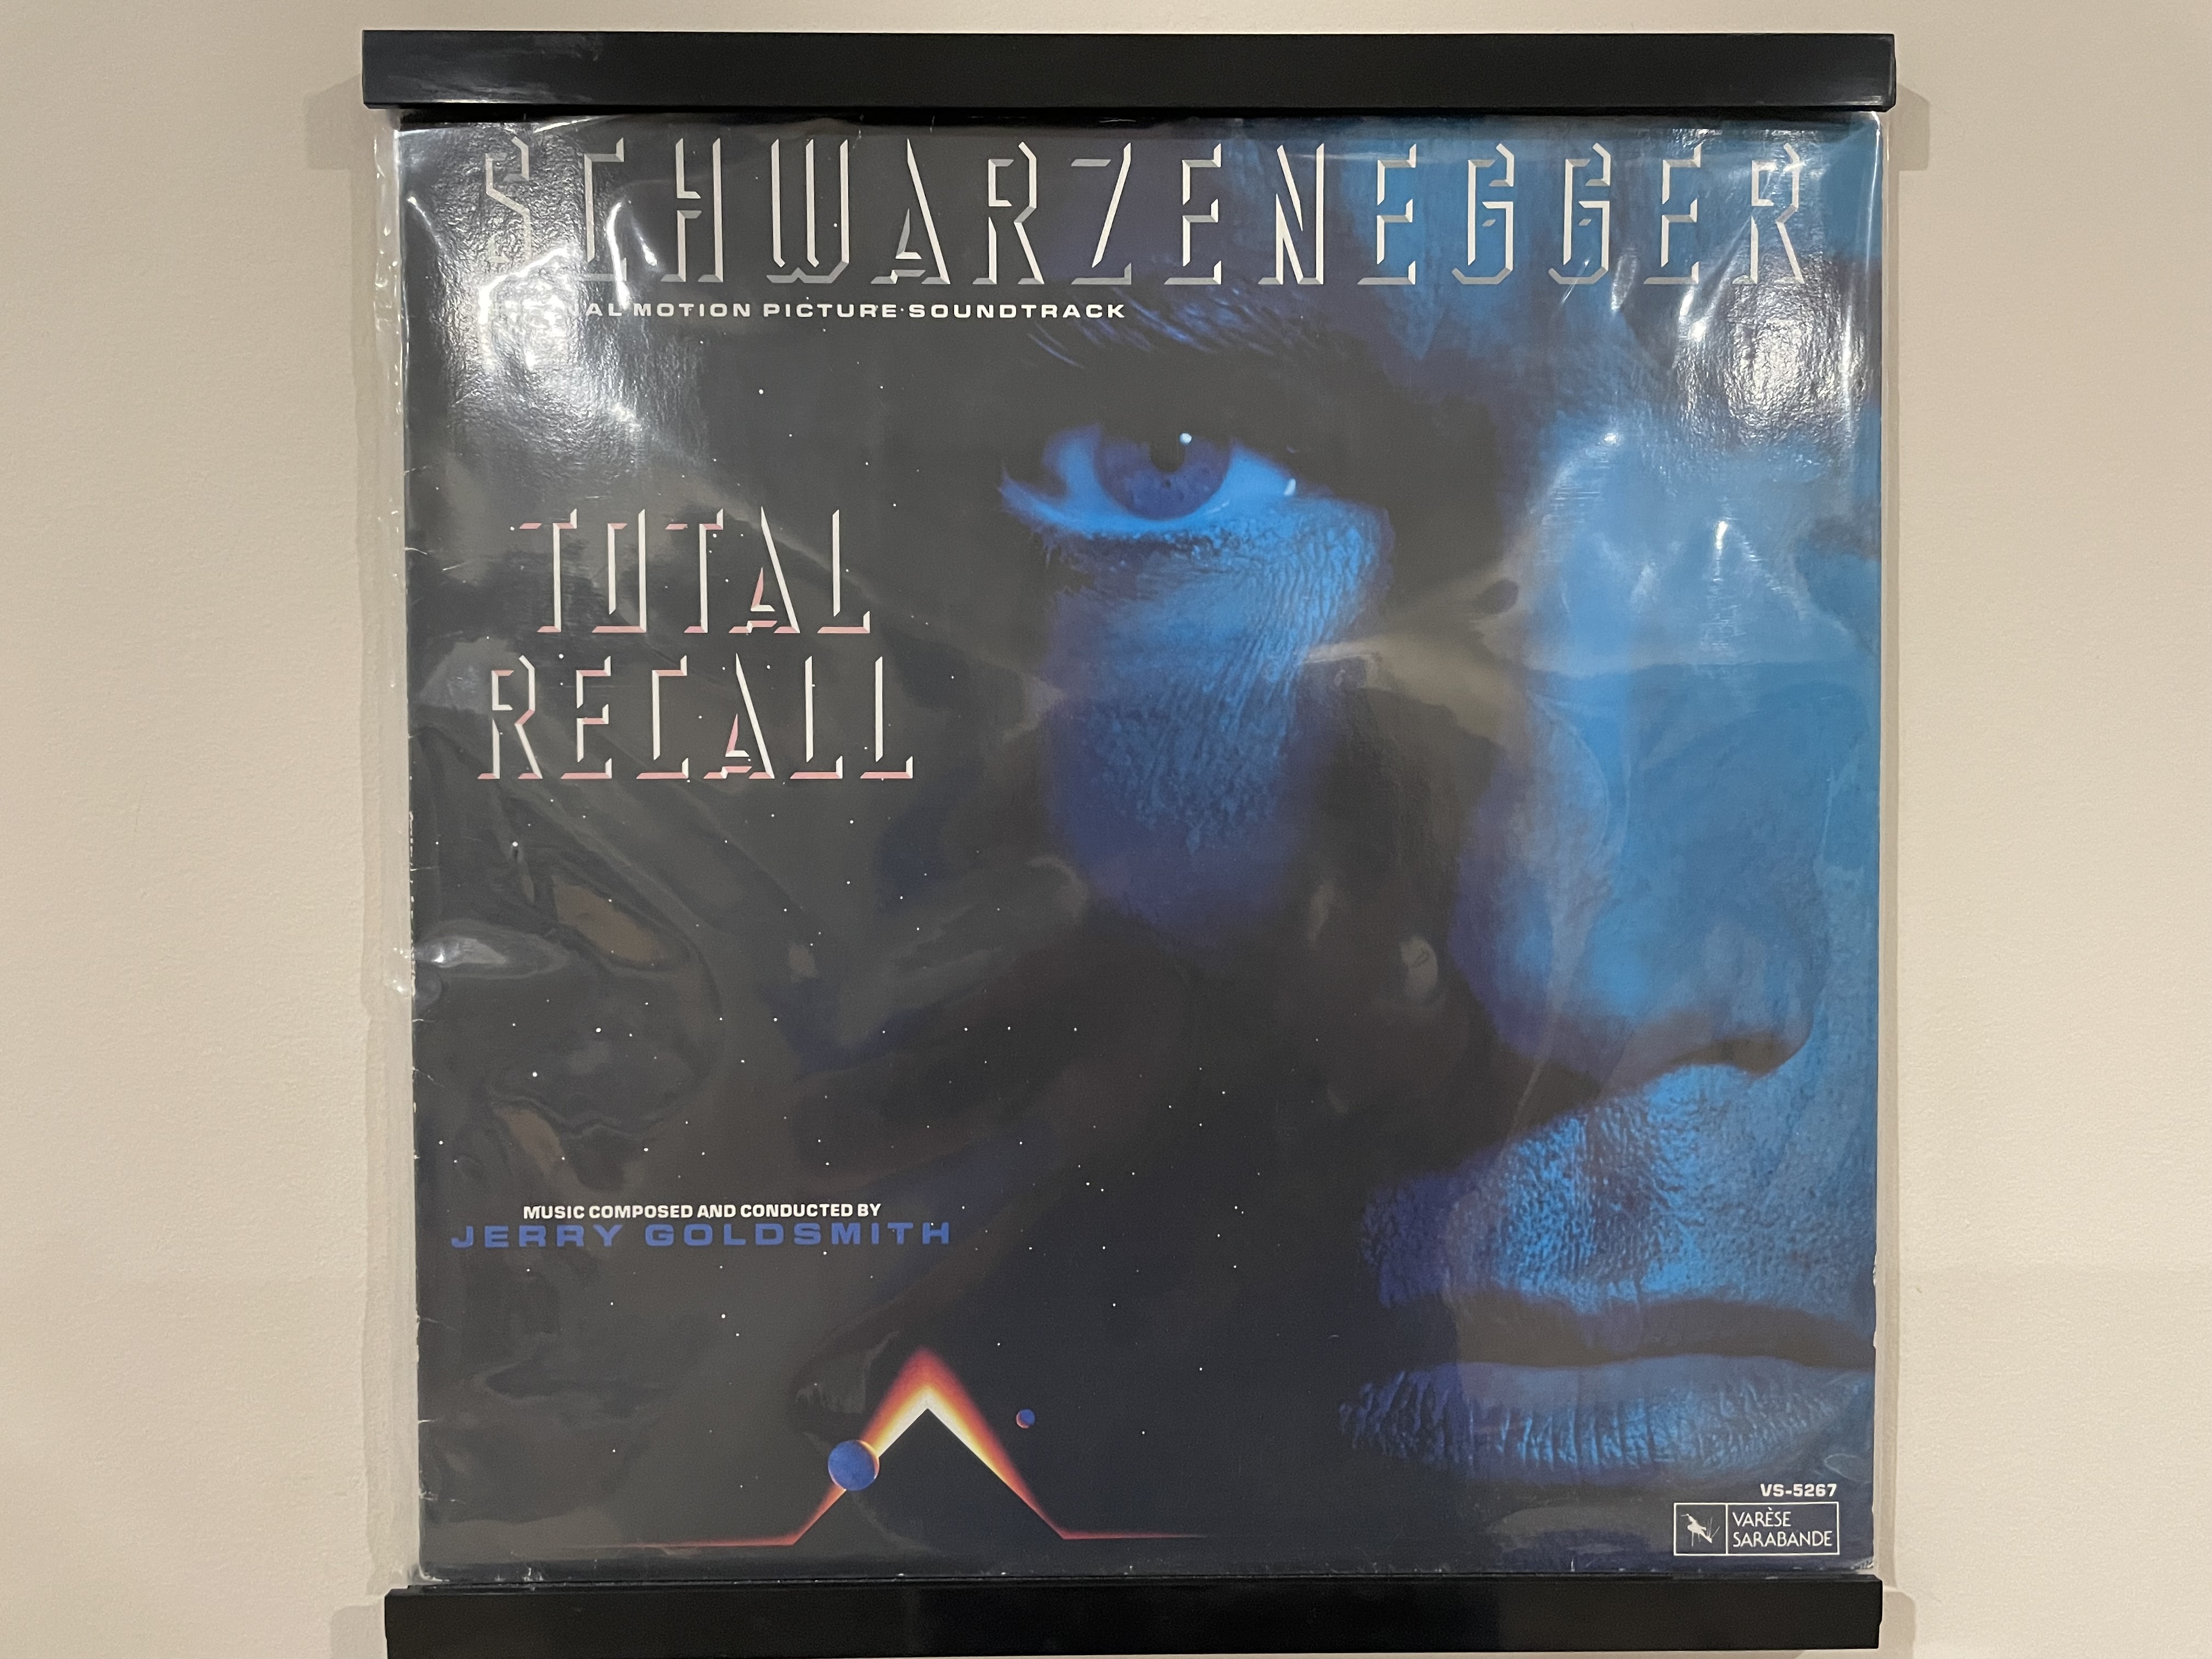 SCHWARZENEGGER
AL MOTION PICTURE SOUNDTRACK
TOTAL
RECALL
MUSIC COMPOSED AND CONDUCTED BY
JERRY GOLDSMITH
VS-5267
VARÈSE
SARABANDE